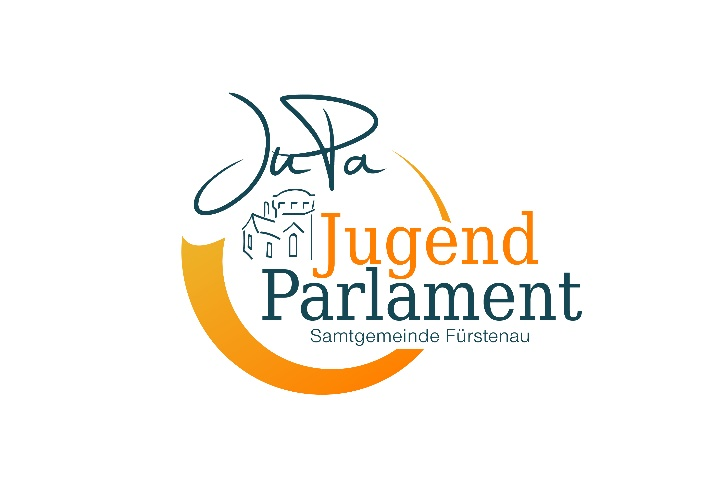 JuPa
Jugend
Parlament
Samtgemeinde Fürstenau